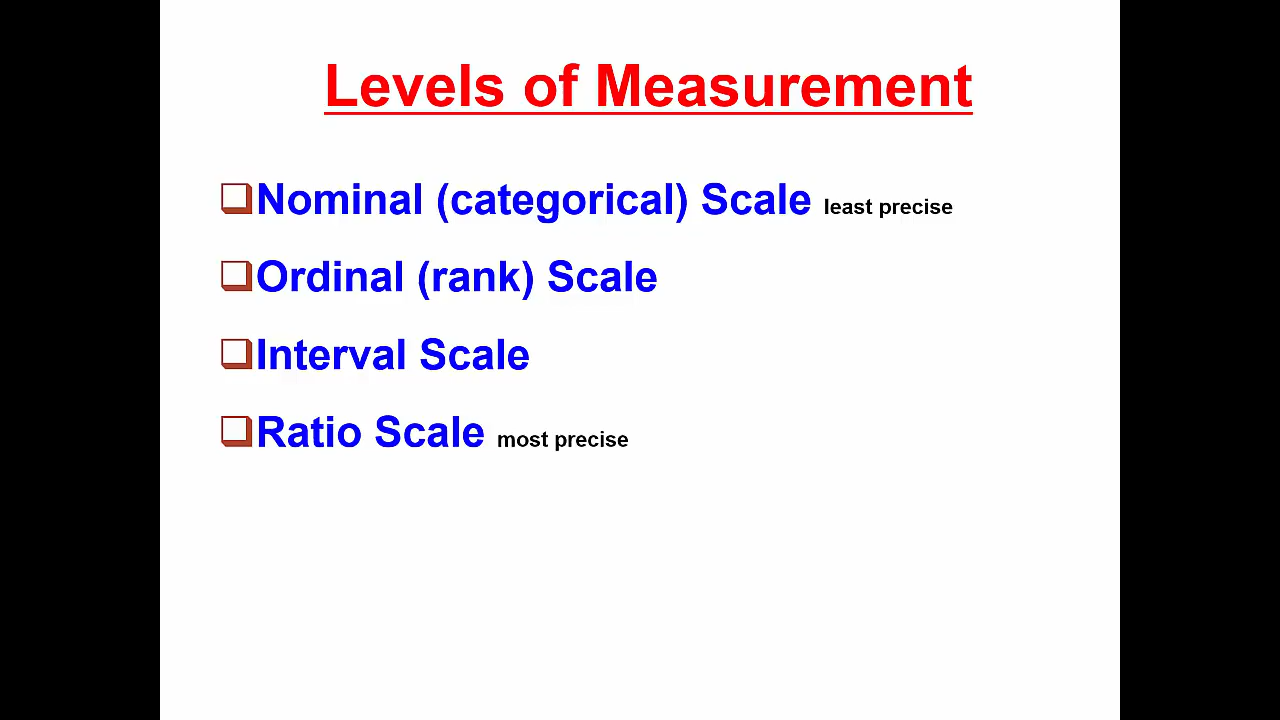 Levels of Measurement
Nominal (categorical) Scale least precise
Ordinal (rank) Scale
Interval Scale
Ratio Scale most precise